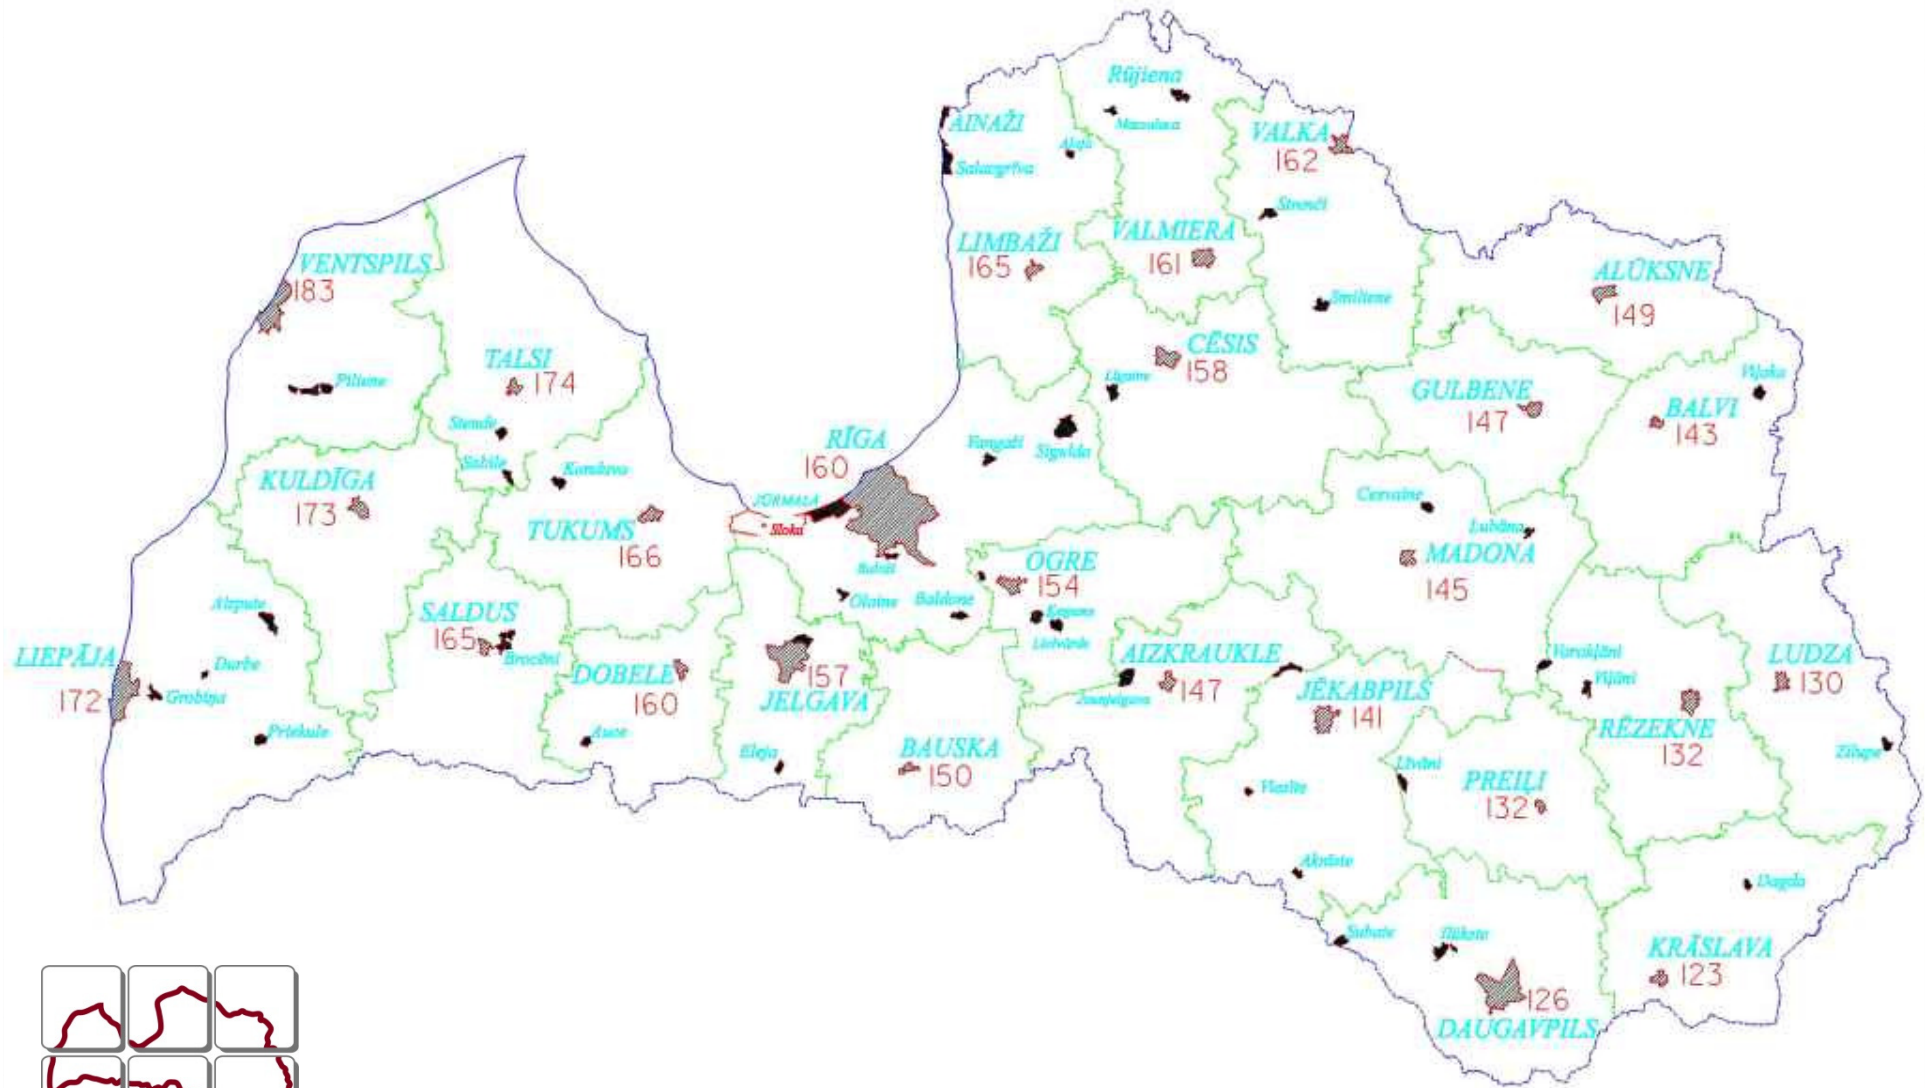 Rūjiena
Mazsalaca
AINAŽI
VALKA
162
Aloja
Salacgrīva
Strenči
LIMBAŽI
165
VALMIERA
161
VENTSPILS
183
ALŪKSNE
149
Smiltene
CĒSIS
158
TALSI
174
Piltene
Līgatne
GULBENE
147
Viļaka
BALVI
143
Stende
Sabile
RĪGA
160
Vangaži
Sigulda
Kandava
KULDĪGA
173
TUKUMS
166
JŪRMALA
Sloka
Cesvaine
Lubāna
MADONA
145
OGRE
154
Olaine
Baldone
Aizpute
SALDUS
165
Brocēni
LIEPĀJA
172
Durbe
Grobiņa
Priekule
DOBELE
160
Auce
157
JELGAVA
Eleja
BAUSKA
150
Lielvārde
AIZKRAUKLE
147
Jaunjelgava
JĒKABPILS
141
Varakļāni
Viļāni
RĒZEKNE
132
LUDZA
130
Zilupe
Līvāni
PREIĻI
132
Viesīte
Aknīste
Dagda
Subate
Ilūkste
KRĀSLAVA
123
126
DAUGAVPILS